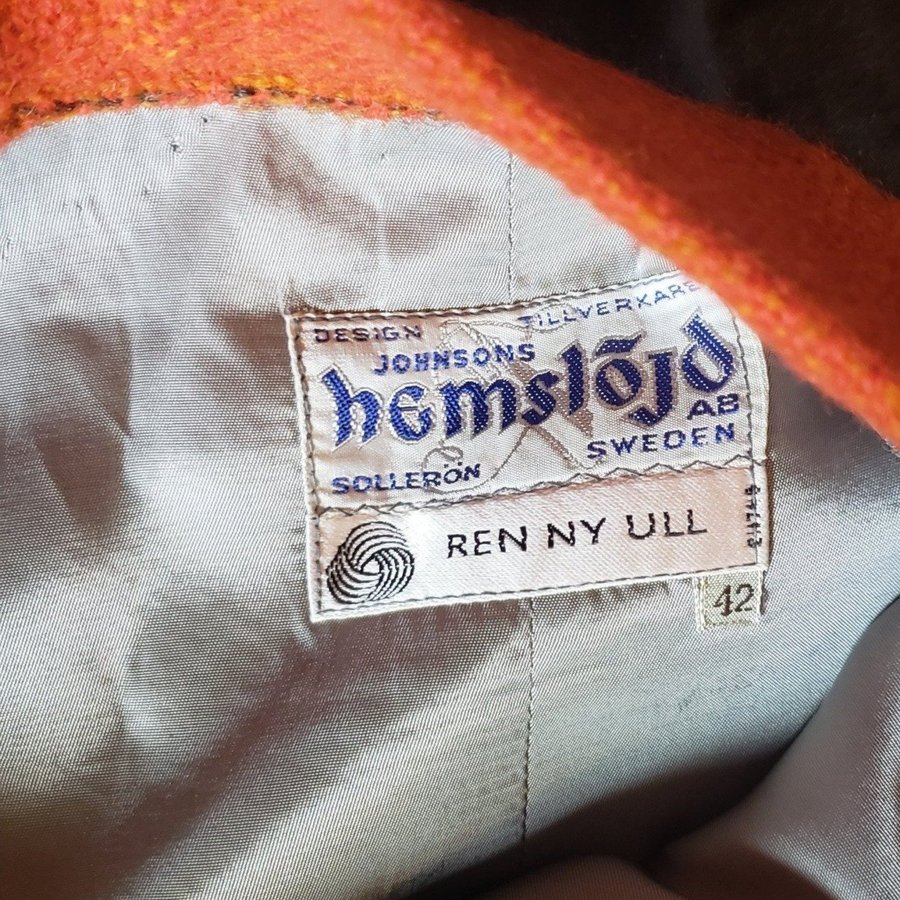 DESIGN TILLVERKARE
JOHNSONS
hemslöjd
AB
SOLLERÖN SWEDEN
REN NY ULL
42